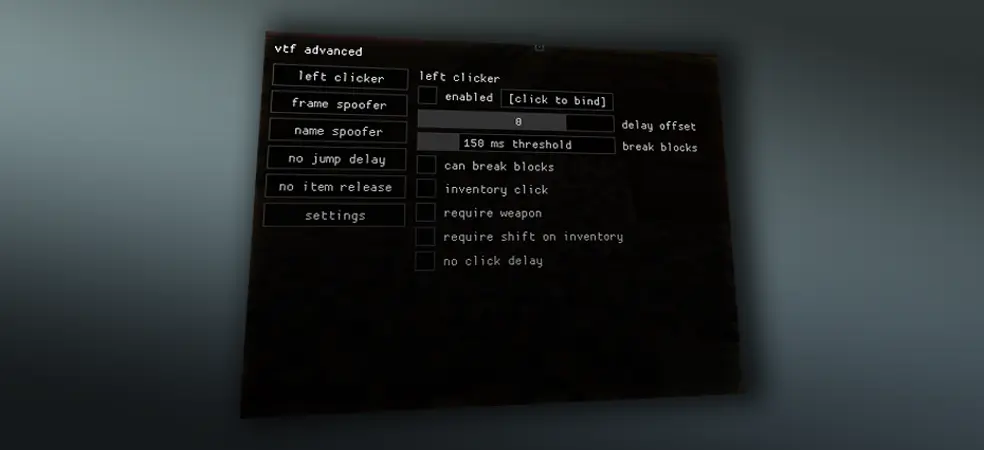 vtf advanced
left clicker
frame spoofer
name spoofer
no jump delay
no item release
settings
left clicker
enabled [click to bind]
0 delay offset
150 ms threshold break blocks
can break blocks
inventory click
require weapon
require shift on inventory
no click delay